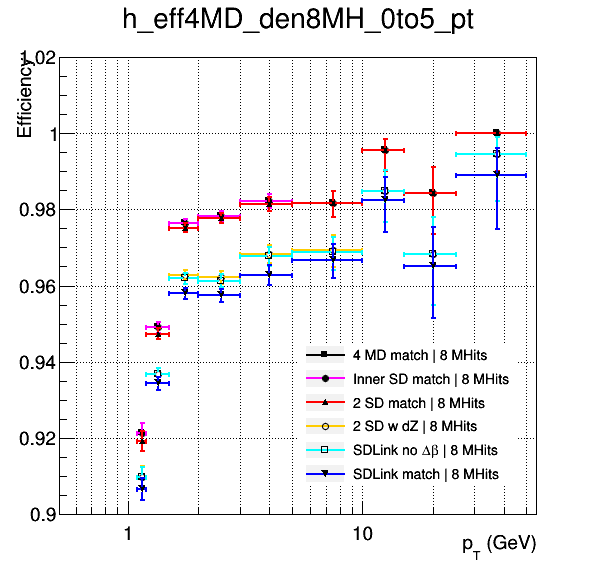 h_eff4MD_den8MH_0to5_pt
Efficiency
1.02
1
0.98
0.96
0.94
0.92
0.9
4 MD match | 8 MHits
Inner SD match | 8 MHits
2 SD match | 8 MHits
2 SD w dZ | 8 MHits
SDLink no Δβ | 8 MHits
SDLink match | 8 MHits
1
10
p_T (GeV)